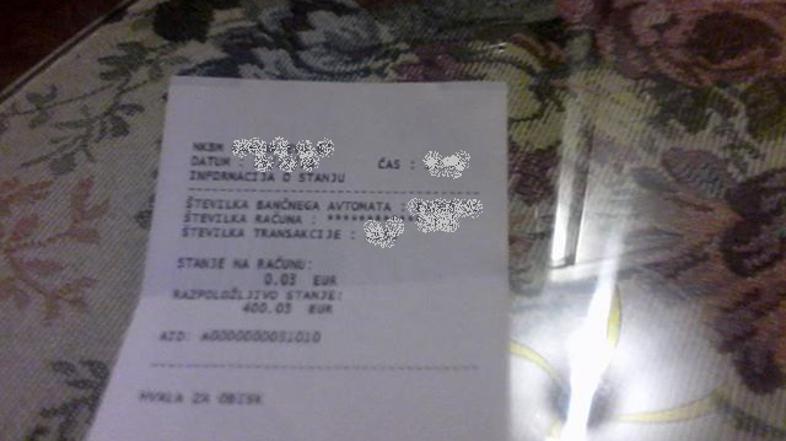 NKBM
DATUM : ČAS :
INFORMACIJA O STANJU
ŠTEVILKA BANČNEGA AVTOMATA :
ŠTEVILKA RAČUNA : **********
ŠTEVILKA TRANSAKCIJE :
STANJE NA RAČUNU:
0.03 EUR
RAZPOLOŽLJIVO STANJE:
400.03 EUR
AID: A0000000031010
HVALA ZA OBISK